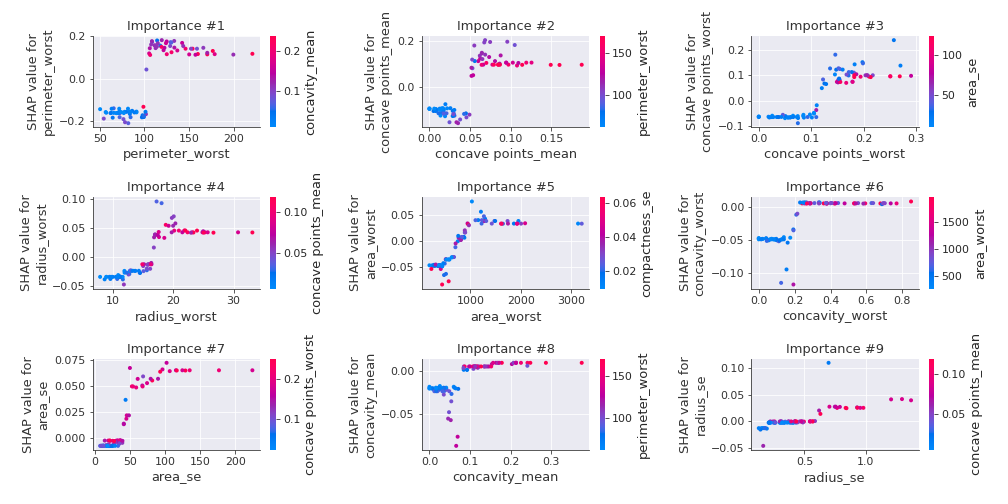 Importance #1
SHAP value for
perimeter_worst
0.2
0.0
−0.2
50
100
150
200
perimeter_worst
0.2
0.1
concavity_mean
Importance #2
SHAP value for
concave points_mean
0.2
0.0
0.00
0.05
0.10
0.15
concave points_mean
150
100
perimeter_worst
Importance #3
SHAP value for
concave points_worst
0.2
0.1
0.0
−0.1
0.0
0.1
0.2
0.3
concave points_worst
100
50
area_se
Importance #4
SHAP value for
radius_worst
0.10
0.05
0.00
−0.05
10
20
30
radius_worst
0.10
0.05
concave points_mean
Importance #5
SHAP value for
area_worst
0.05
0.00
−0.05
1000
2000
3000
area_worst
0.06
0.04
0.02
compactness_se
Importance #6
SHAP value for
concavity_worst
0.00
−0.05
−0.10
0.0
0.2
0.4
0.6
0.8
concavity_worst
1500
1000
500
area_worst
Importance #7
SHAP value for
area_se
0.075
0.050
0.025
0.000
0
50
100
150
200
area_se
0.2
0.1
concave points_worst
Importance #8
SHAP value for
concavity_mean
0.00
−0.05
0.0
0.1
0.2
0.3
concavity_mean
150
100
perimeter_worst
Importance #9
SHAP value for
radius_se
0.10
0.05
0.00
−0.05
0.5
1.0
radius_se
0.10
0.05
concave points_mean